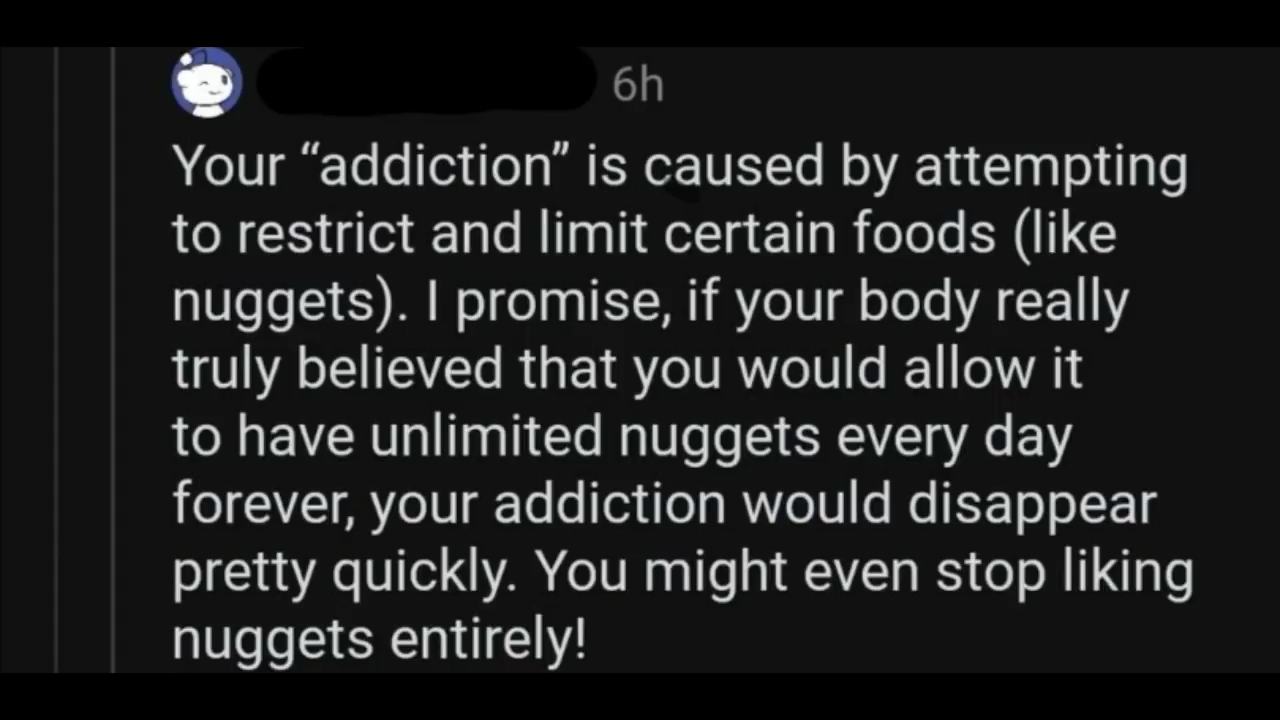 6h
Your “addiction” is caused by attempting
to restrict and limit certain foods (like
nuggets). I promise, if your body really
truly believed that you would allow it
to have unlimited nuggets every day
forever, your addiction would disappear
pretty quickly. You might even stop liking
nuggets entirely!